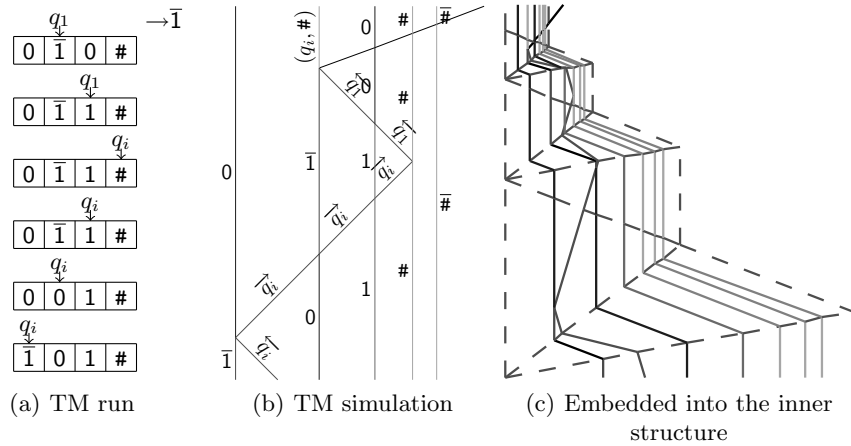 q₁
→1̅
0 1̅ 0 #
q₁
0 1̅ 1 #
qᵢ
0 1̅ 1 #
qᵢ
0 1̅ 1 #
qᵢ
0 0 1 #
qᵢ
1̅ 0 1 #
(a) TM run
(qᵢ, #)
0
#
#̅
0
q⃖₁
#
q⃖₁
0
1̅
1
q⃗ᵢ
#̅
q⃗ᵢ
#
q⃗ᵢ
1
0
1̅
q⃖ᵢ
(b) TM simulation
(c) Embedded into the inner
structure